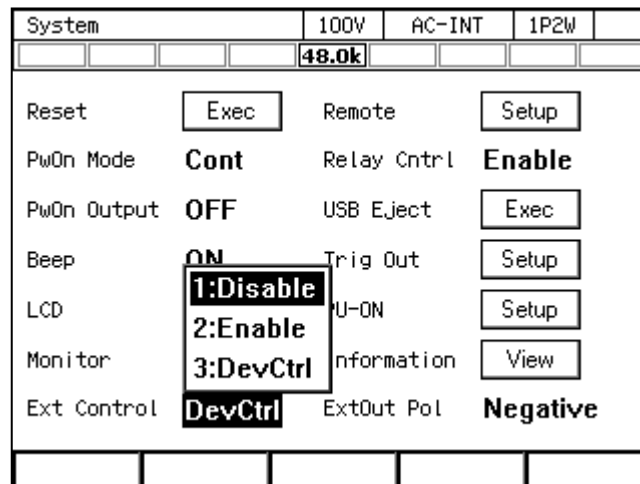 System 100V AC-INT 1P2W
48.0k
Reset Exec Remote Setup
PwOn Mode Cont Relay Cntrl Enable
PwOn Output OFF USB Eject Exec
Beep ON Trig Out Setup
1:Disable
LCD PU-ON Setup
2:Enable
Monitor 3:DevCtrl Information View
Ext Control DevCtrl ExtOut Pol Negative